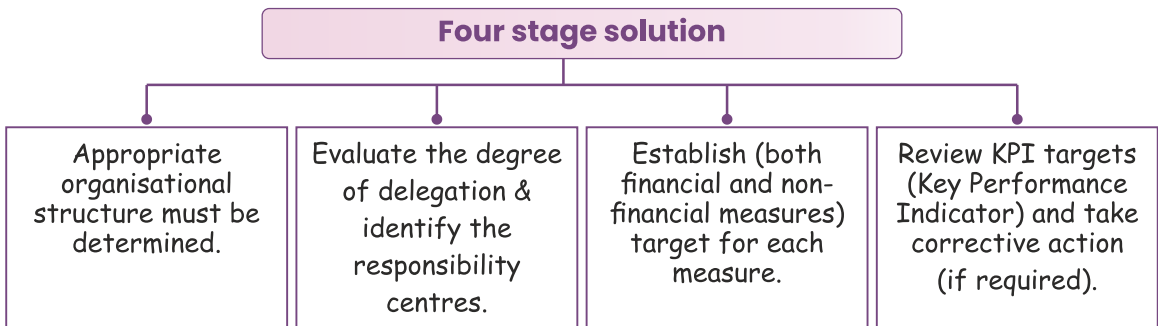 Four stage solution
Appropriate
organisational
structure must be
determined.
Evaluate the degree
of delegation &
identify the
responsibility
centres.
Establish (both
financial and non-
financial measures)
target for each
measure.
Review KPI targets
(Key Performance
Indicator) and take
corrective action
(if required).